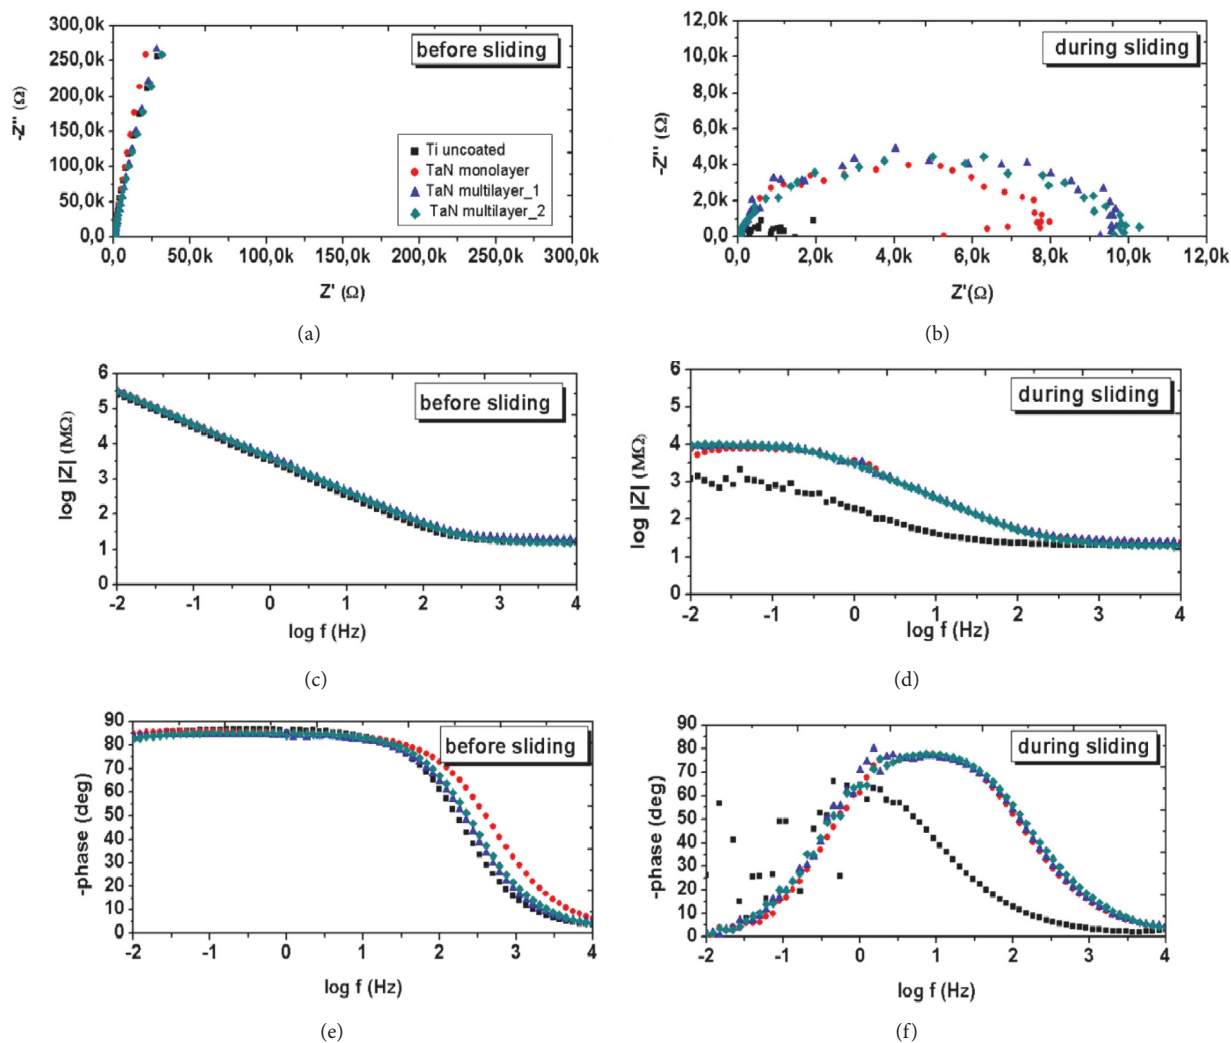 300,0k
250,0k
200,0k
150,0k
100,0k
50,0k
0,0
-Z'' (Ω)
before sliding
Ti uncoated
TaN monolayer
TaN multilayer_1
TaN multilayer_2
0,0 50,0k 100,0k 150,0k 200,0k 250,0k 300,0k
Z' (Ω)
(a)
12,0k
10,0k
8,0k
6,0k
4,0k
2,0k
0,0
-Z'' (Ω)
during sliding
0,0 2,0k 4,0k 6,0k 8,0k 10,0k 12,0k
Z'(Ω)
(b)
6
5
4
3
2
1
0
log |Z| (MΩ)
before sliding
-2 -1 0 1 2 3 4
log f (Hz)
(c)
6
5
4
3
2
1
0
log |Z| (MΩ)
during sliding
-2 -1 0 1 2 3 4
log f (Hz)
(d)
90
80
70
60
50
40
30
20
10
0
-phase (deg)
before sliding
-2 -1 0 1 2 3 4
log f (Hz)
(e)
90
80
70
60
50
40
30
20
10
0
-phase (deg)
during sliding
-2 -1 0 1 2 3 4
log f (Hz)
(f)